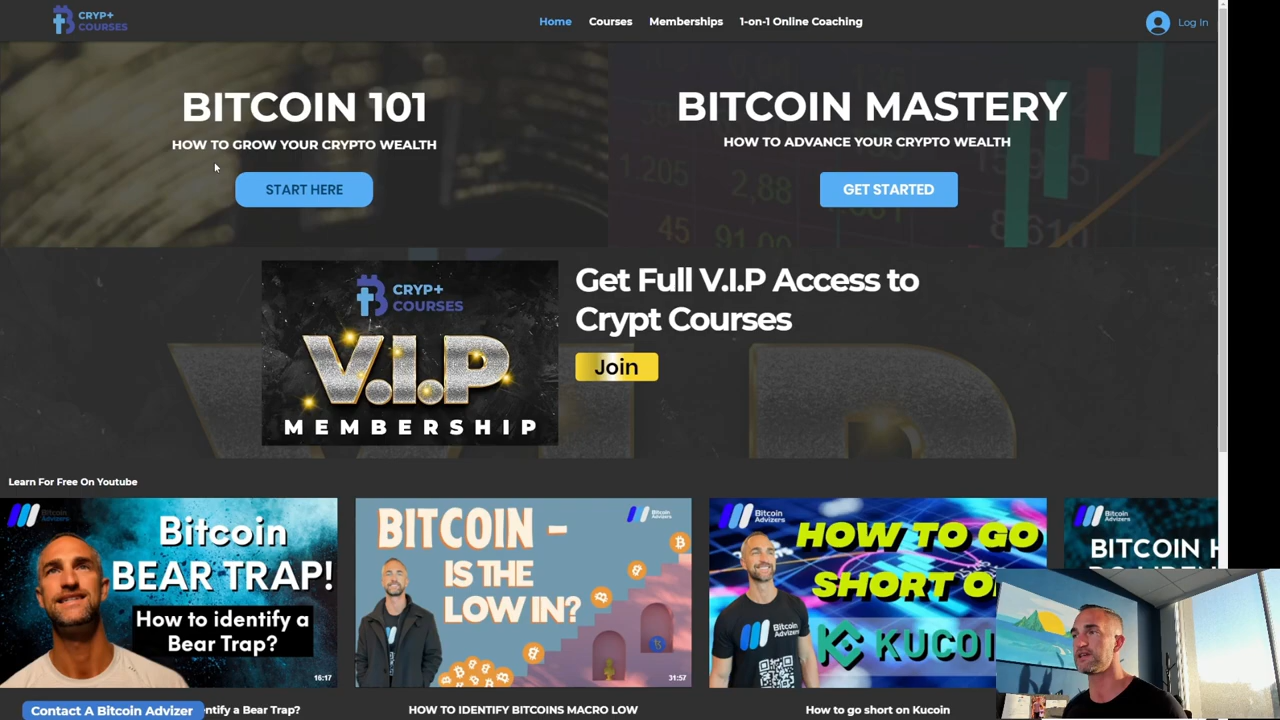 CRYP+
COURSES
Home
Courses
Memberships
1-on-1 Online Coaching
Log In
BITCOIN 101
HOW TO GROW YOUR CRYPTO WEALTH
START HERE
BITCOIN MASTERY
HOW TO ADVANCE YOUR CRYPTO WEALTH
GET STARTED
CRYP+
COURSES
V.I.P
MEMBERSHIP
Get Full V.I.P Access to
Crypt Courses
Join
Learn For Free On Youtube
Bitcoin
BEAR TRAP!
How to identify a
Bear Trap?
16:17
BITCOIN -
IS THE
LOW IN?
Bitcoin
Advizers
31:57
Bitcoin
Advizers
HOW TO GO
SHORT O
KUCOI
Bitcoin
Advizers
BITCOIN H
Contact A Bitcoin Advizer
ntify a Bear Trap?
HOW TO IDENTIFY BITCOINS MACRO LOW
How to go short on Kucoin